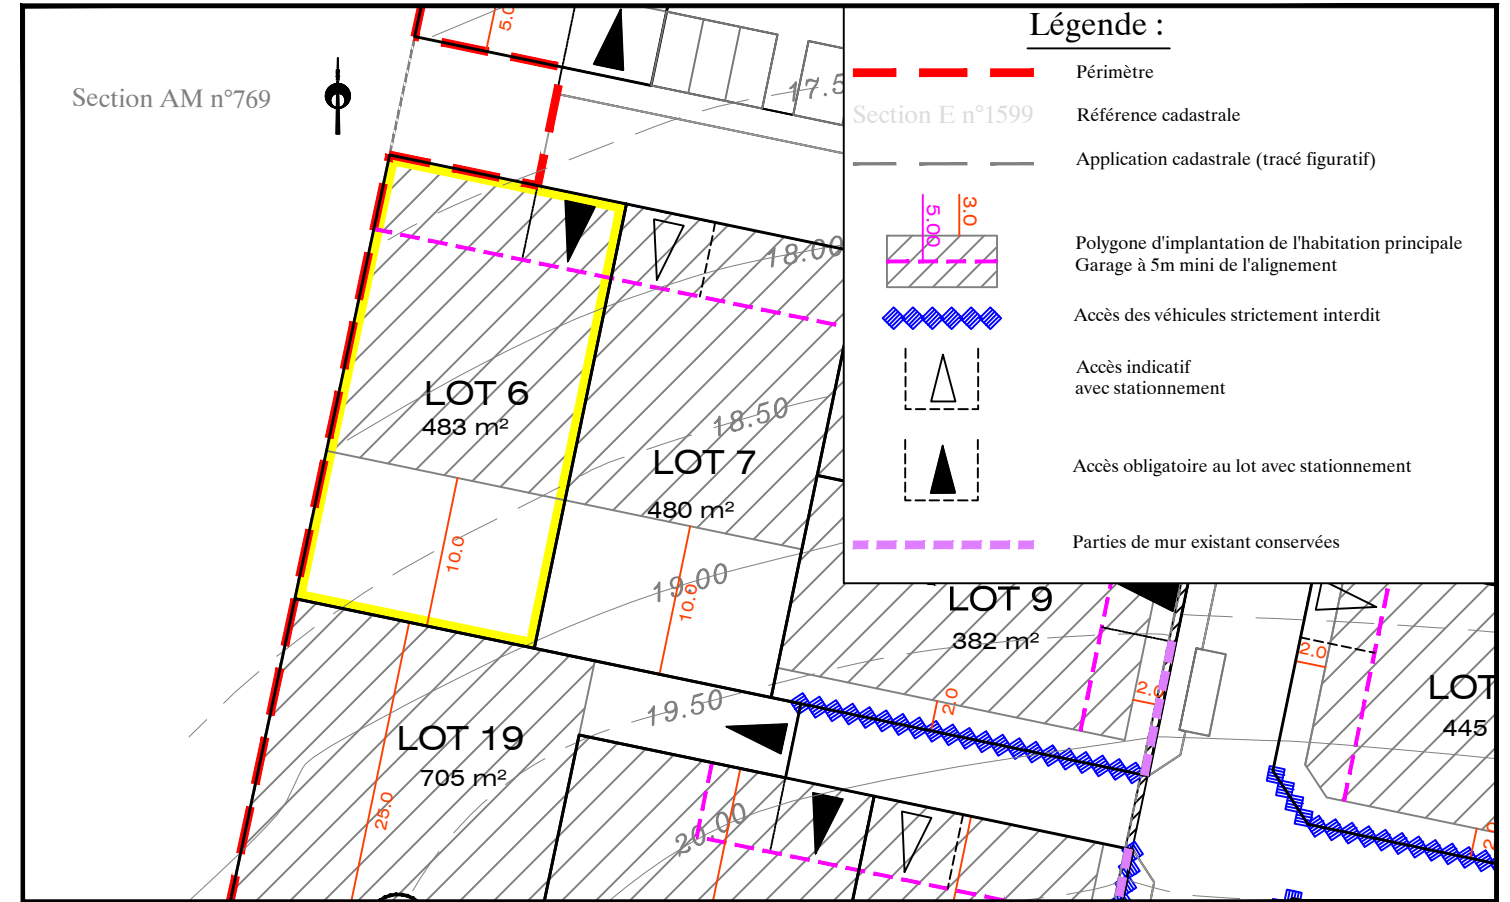 Légende :
Périmètre
Section E n°1599
Référence cadastrale
Application cadastrale (tracé figuratif)
5.00
3.0
Polygone d'implantation de l'habitation principale
Garage à 5m mini de l'alignement
Accès des véhicules strictement interdit
Accès indicatif
avec stationnement
Accès obligatoire au lot avec stationnement
Parties de mur existant conservées
Section AM n°769
5.0
17.5
18.00
LOT 6
483 m²
18.50
LOT 7
480 m²
10.0
19.00
10.0
LOT 9
382 m²
2.0
2.0
2.0
LOT
445
19.50
LOT 19
705 m²
25.0
20.00